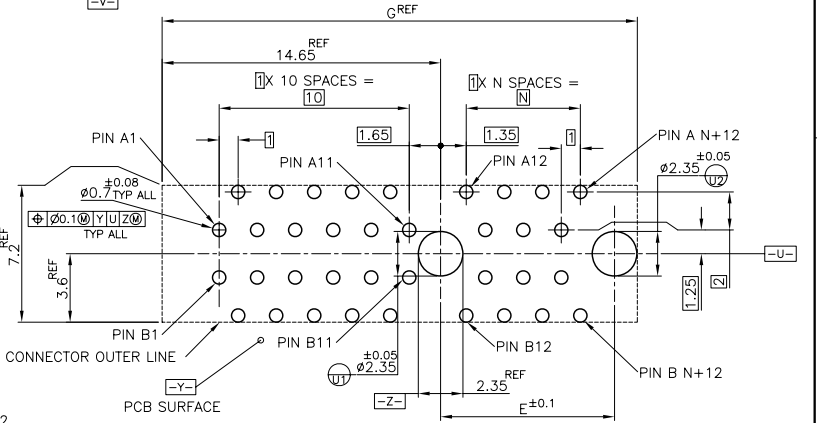 -V-
G REF
REF
14.65
1 X 10 SPACES =
10
1 X N SPACES =
N
PIN A1
1
1.65
1.35
1
PIN A N+12
PIN A11
PIN A12
ø2.35 ±0.05
U2
±0.08
ø0.7 TYP ALL
⌖ ø0.1Ⓜ Y U ZⓂ
TYP ALL
REF
7.2
REF
3.6
-U-
1.25
2
PIN B1
PIN B11
PIN B12
CONNECTOR OUTER LINE
±0.05
U1 ø2.35
REF
2.35
PIN B N+12
-Y-
PCB SURFACE
-Z-
E ±0.1